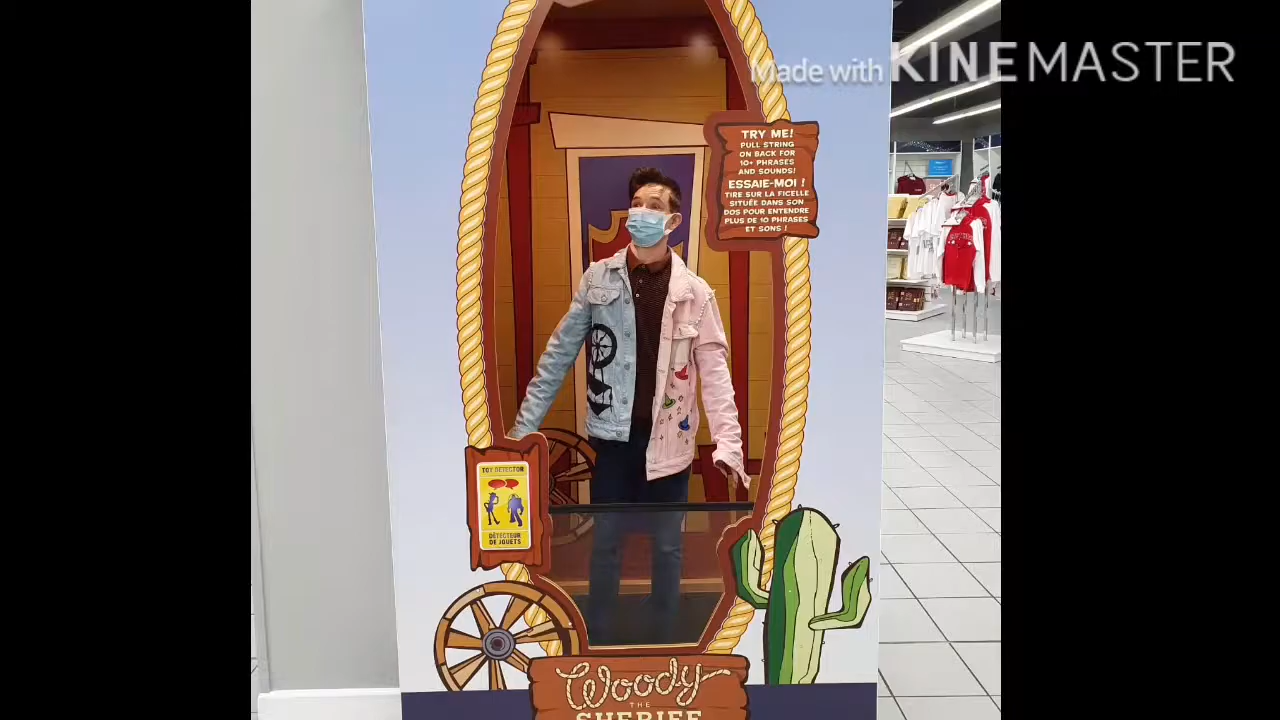 Made with KINEMASTER
TRY ME!
PULL STRING
ON BACK FOR
10+ PHRASES
AND SOUNDS!
ESSAIE-MOI !
TIRE SUR LA FICELLE
SITUÉE DANS SON
DOS POUR ENTENDRE
PLUS DE 10 PHRASES
ET SONS !
TOY DETECTOR
DÉTECTEUR
DE JOUETS
Woody
THE
SHERIFF